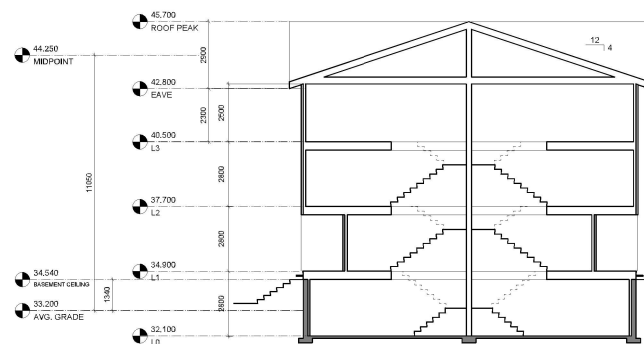 45,700
ROOF PEAK
12
4
44,250
MIDPOINT
2900
42,800
EAVE
2300
2500
40,500
L3
2800
11050
37,700
L2
2800
34,900
L1
34,540
BASEMENT CEILING
1340
2800
33,200
AVG. GRADE
32,100
L0